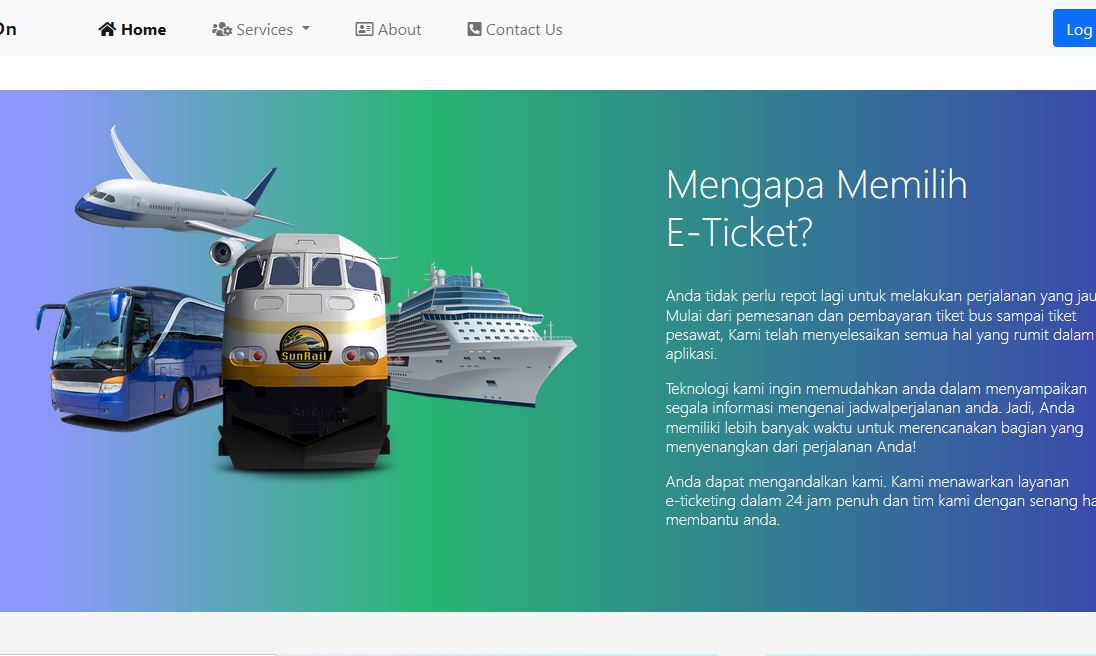 On
Home
Services
About
Contact Us
Log
Mengapa Memilih
E-Ticket?
Anda tidak perlu repot lagi untuk melakukan perjalanan yang jau
Mulai dari pemesanan dan pembayaran tiket bus sampai tiket
pesawat, Kami telah menyelesaikan semua hal yang rumit dalam
aplikasi.
Teknologi kami ingin memudahkan anda dalam menyampaikan
segala informasi mengenai jadwalperjalanan anda. Jadi, Anda
memiliki lebih banyak waktu untuk merencanakan bagian yang
menyenangkan dari perjalanan Anda!
Anda dapat mengandalkan kami. Kami menawarkan layanan
e-ticketing dalam 24 jam penuh dan tim kami dengan senang ha
membantu anda.
SunRail